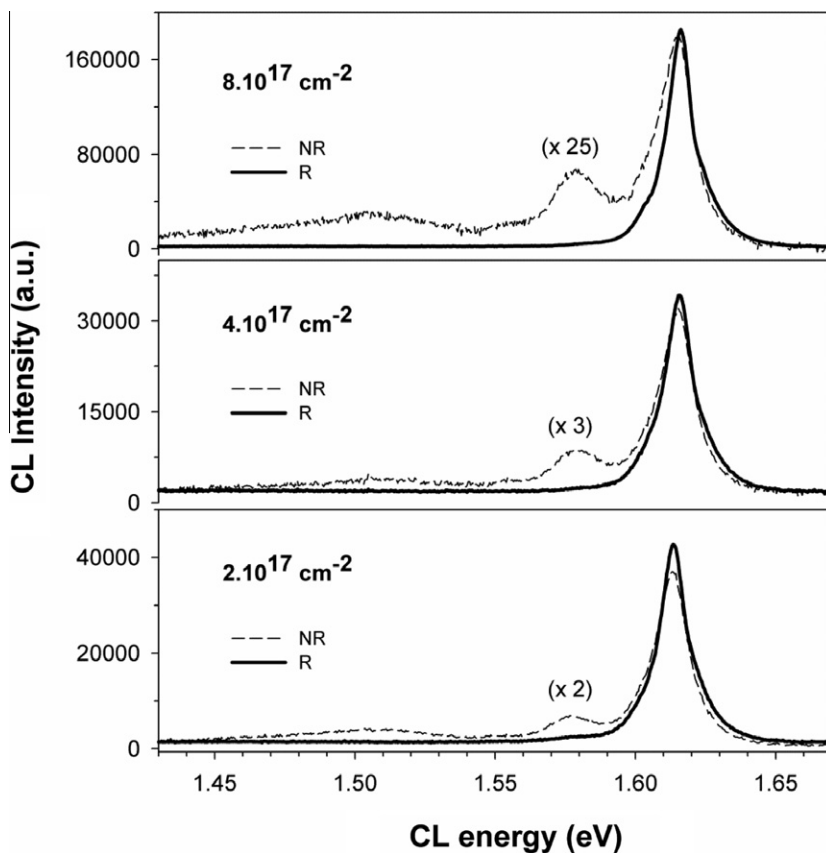 CL Intensity (a.u.)
160000
80000
0
8.10^17 cm^-2
NR
R
(x 25)
30000
15000
0
4.10^17 cm^-2
NR
R
(x 3)
40000
20000
0
2.10^17 cm^-2
NR
R
(x 2)
1.45 1.50 1.55 1.60 1.65
CL energy (eV)